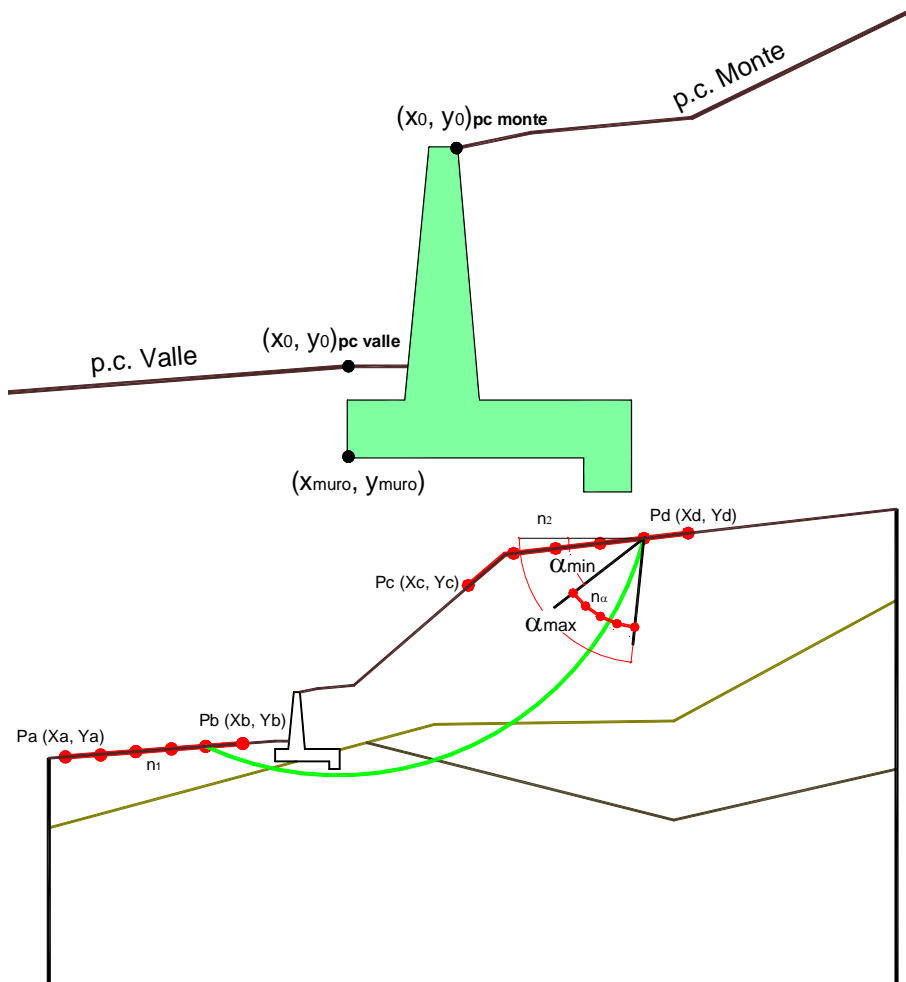 p.c. Monte
(x0, y0)pc monte
(x0, y0)pc valle
p.c. Valle
(xmuro, ymuro)
n2
Pd (Xd, Yd)
Pc (Xc, Yc)
αmin
nα
αmax
Pb (Xb, Yb)
Pa (Xa, Ya)
n1